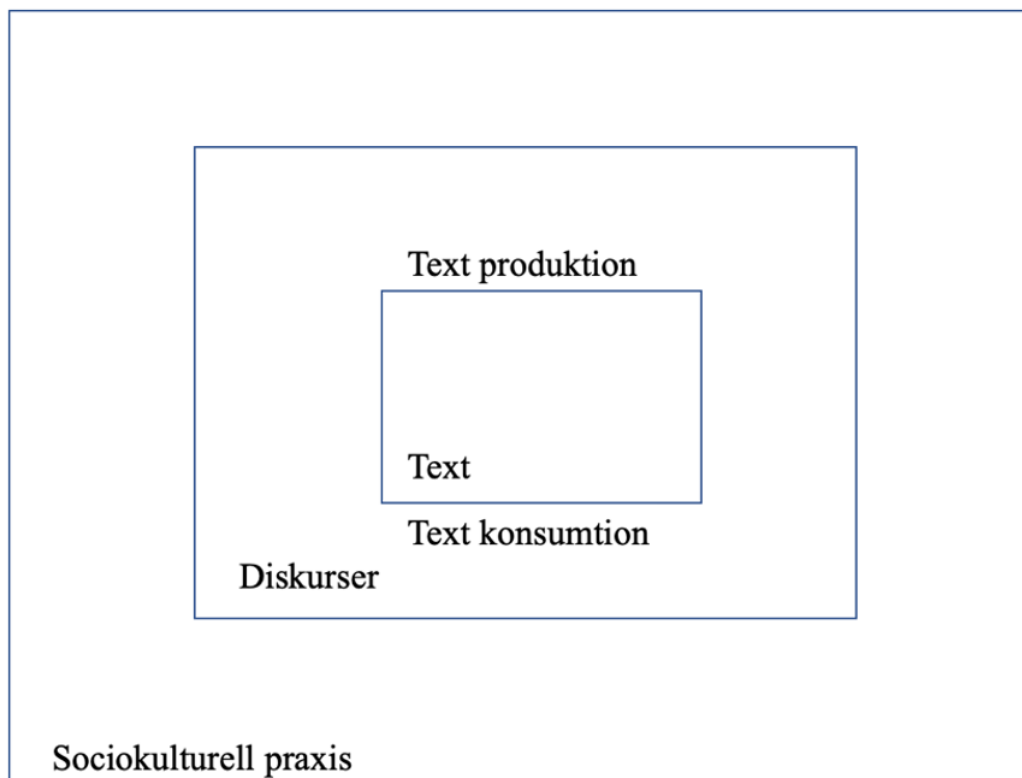 Text produktion
Text
Text konsumtion
Diskurser
Sociokulturell praxis